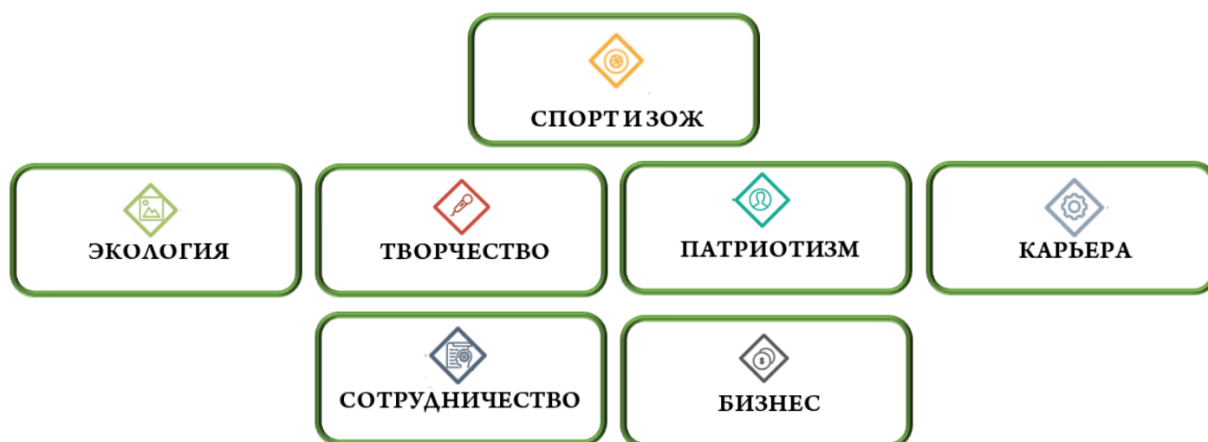 СПОРТ И ЗОЖ
ЭКОЛОГИЯ
ТВОРЧЕСТВО
ПАТРИОТИЗМ
КАРЬЕРА
СОТРУДНИЧЕСТВО
БИЗНЕС